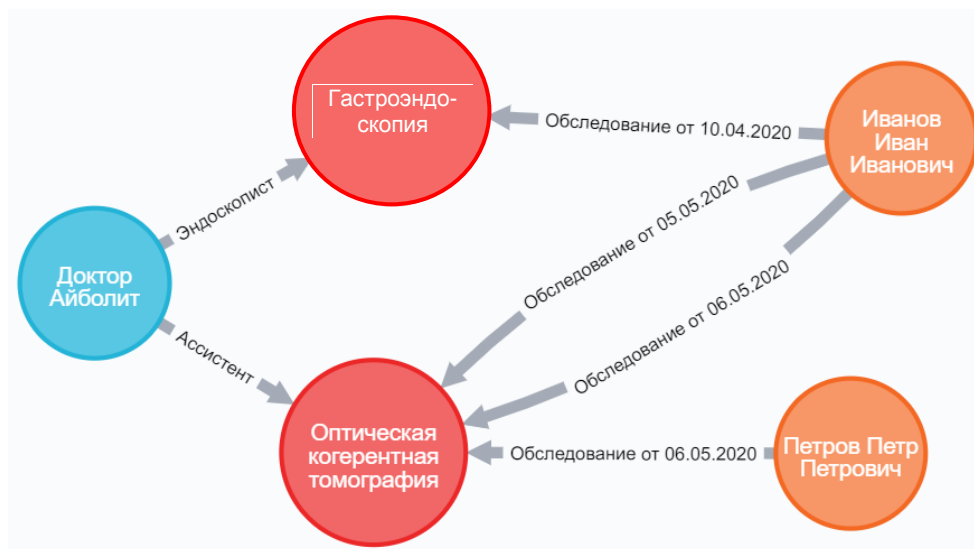 Гастроэндо-
скопия
Обследование от 10.04.2020
Иванов
Иван
Иванович
Эндоскопист
Обследование от 05.05.2020
Доктор
Айболит
Обследование от 06.05.2020
Ассистент
Оптическая
когерентная
томография
Обследование от 06.05.2020
Петров Петр
Петрович